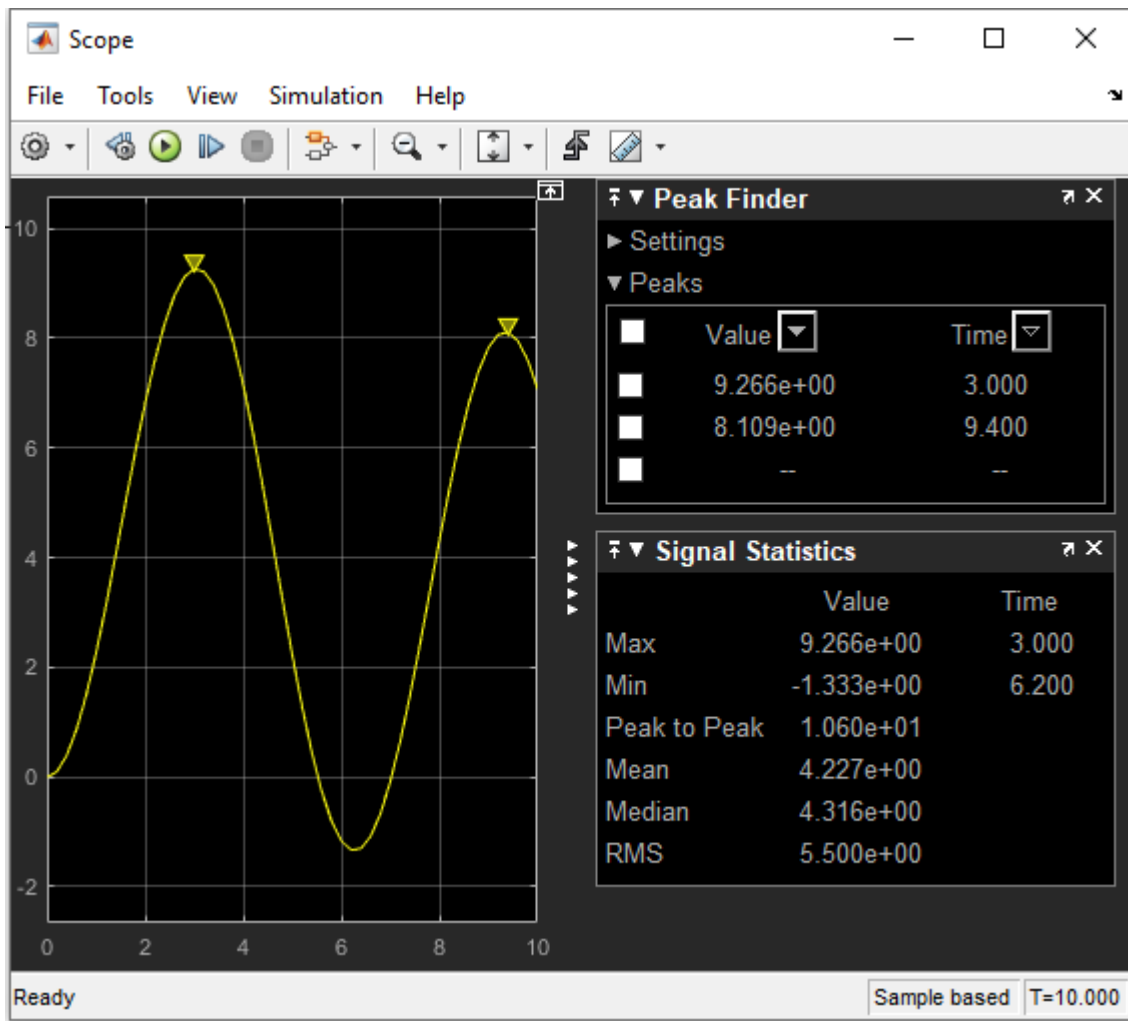 Scope
File Tools View Simulation Help
10
8
6
4
2
0
-2
0 2 4 6 8 10
Peak Finder
Settings
Peaks
Value Time
9.266e+00 3.000
8.109e+00 9.400
-- --
Signal Statistics
Value Time
Max 9.266e+00 3.000
Min -1.333e+00 6.200
Peak to Peak 1.060e+01
Mean 4.227e+00
Median 4.316e+00
RMS 5.500e+00
Ready Sample based T=10.000